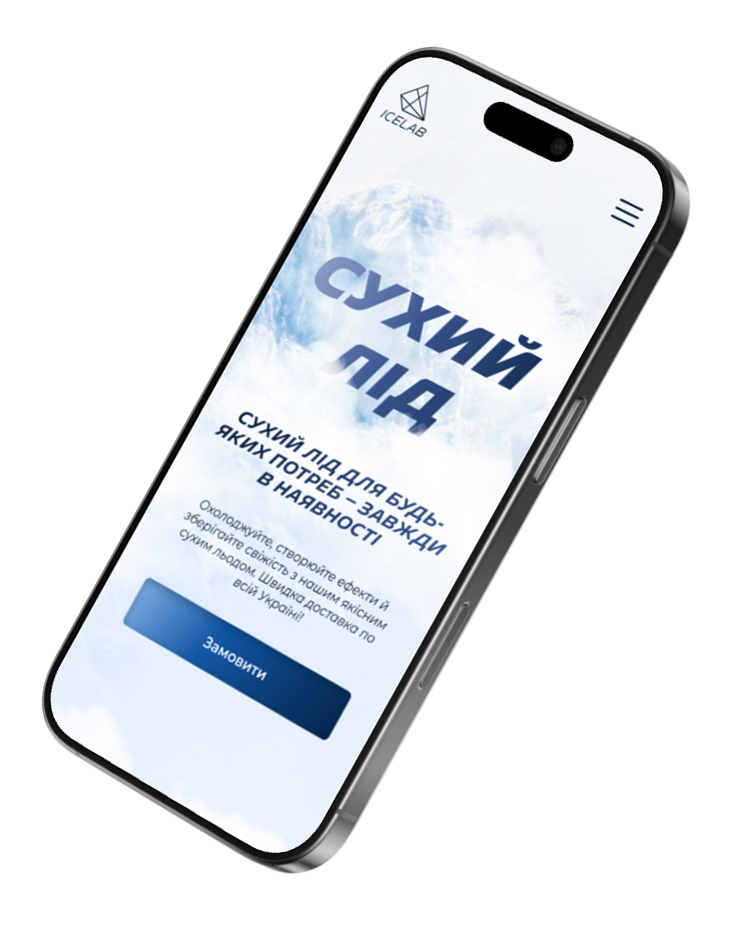 ICELAB
СУХИЙ
ЛІД
СУХИЙ ЛІД ДЛЯ БУДЬ-
ЯКИХ ПОТРЕБ – ЗАВЖДИ
В НАЯВНОСТІ
Охолоджуйте, створюйте ефекти й
зберігайте свіжість з нашим якісним
сухим льодом. Швидка доставка по
всій Україні!
Замовити